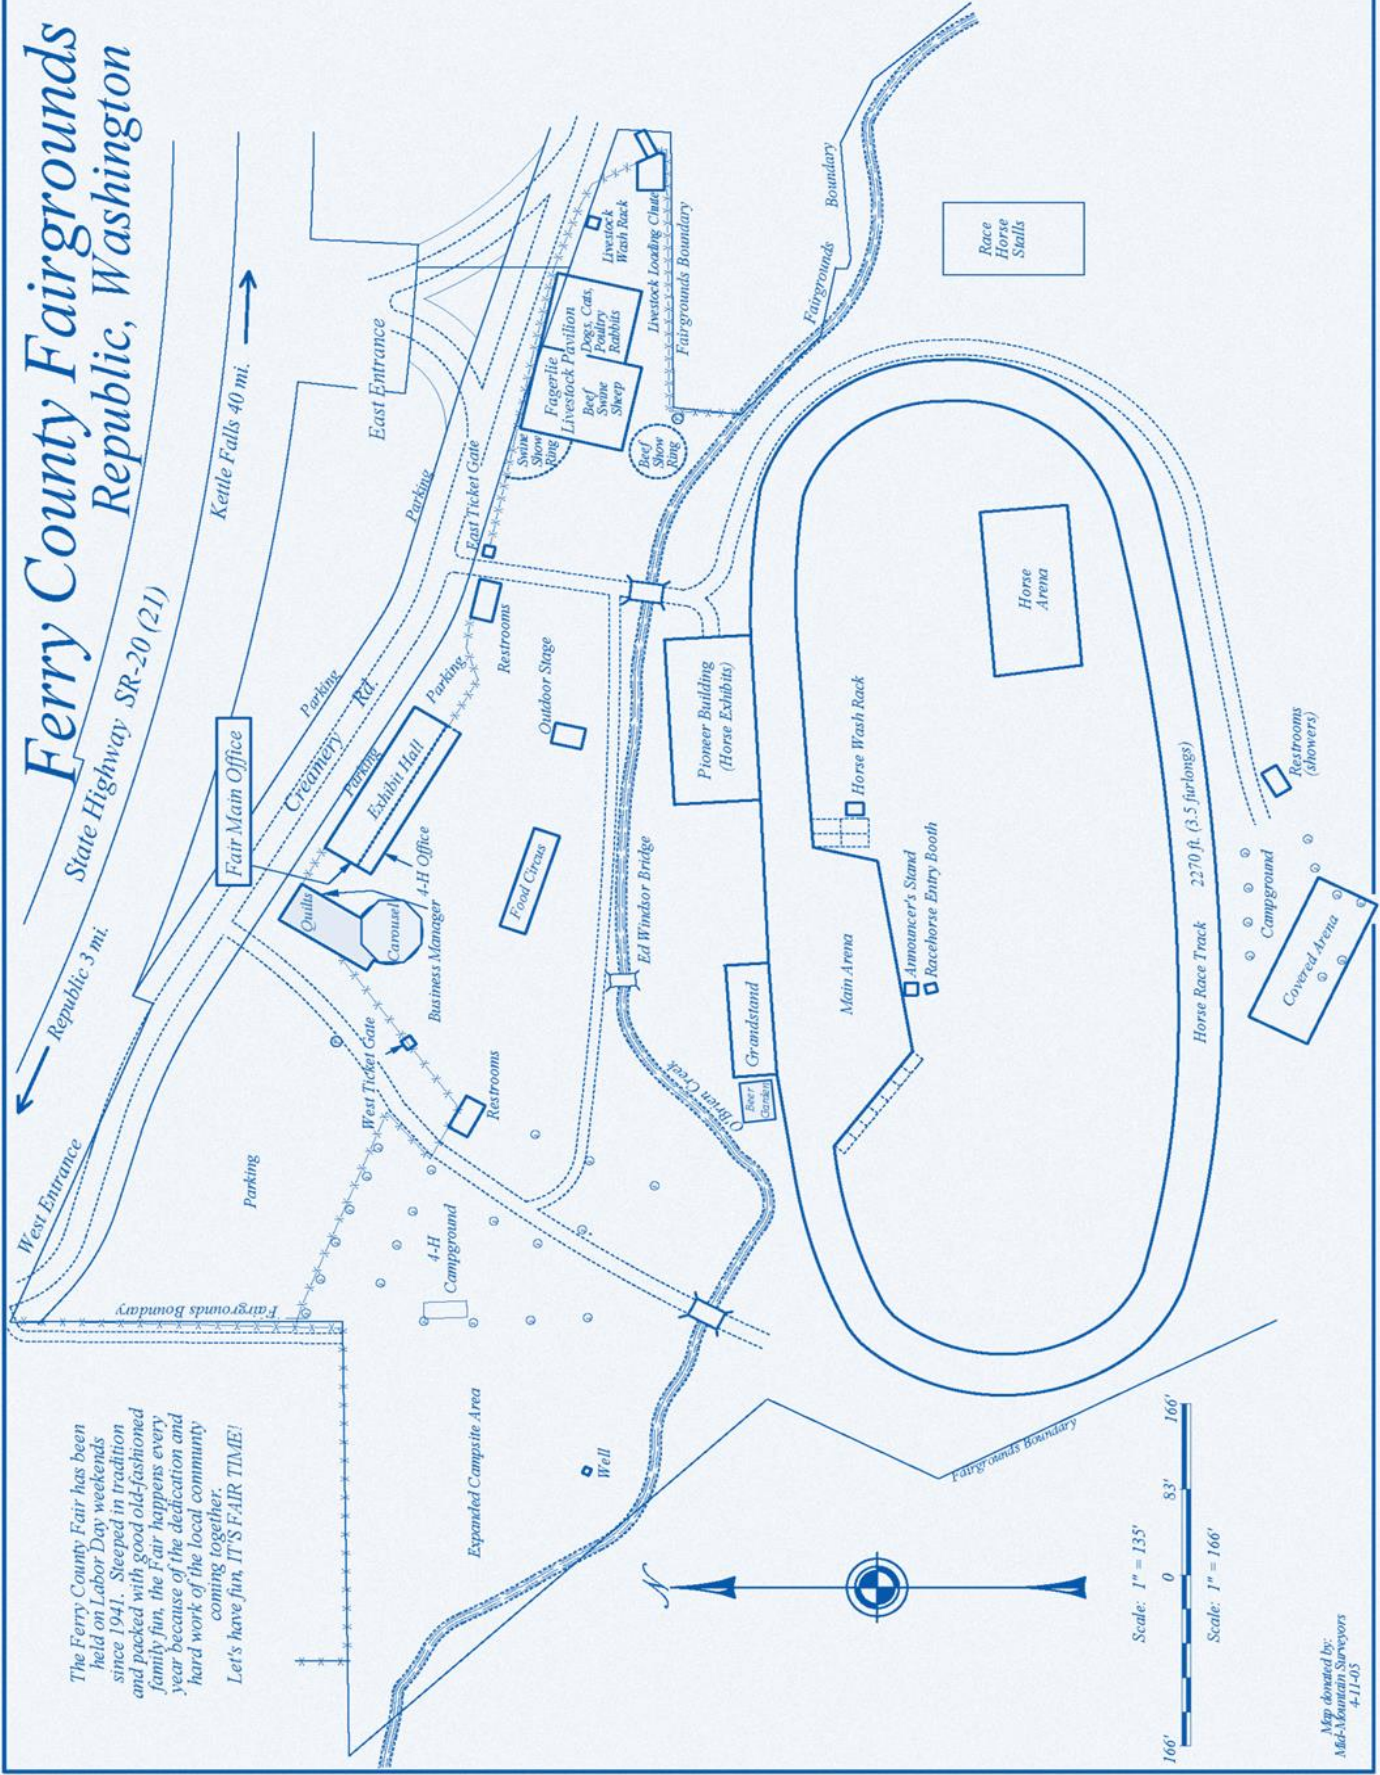 Ferry County Fairgrounds
Republic, Washington
State Highway SR-20 (21)
Republic 3 mi.
Kettle Falls 40 mi.
West Entrance
East Entrance
The Ferry County Fair has been
held on Labor Day weekends
since 1941. Steeped in tradition
and packed with good old-fashioned
family fun, the Fair happens every
year because of the dedication and
hard work of the local community
coming together.
Let's have fun, IT'S FAIR TIME!
Fairgrounds Boundary
Parking
Fair Main Office
Creamery
Rd.
Parking
Parking
Parking
Parking
Quilts
Carousel
Exhibit Hall
4-H Office
Business Manager
West Ticket Gate
East Ticket Gate
Restrooms
Restrooms
4-H
Campground
Expanded Campsite Area
Well
Food Circus
Outdoor Stage
Swine
Show
Ring
Fagerlie
Livestock Pavilion
Beef
Swine
Sheep
Dogs, Cats,
Poultry
Rabbits
Livestock
Wash Rack
Livestock Loading Chute
Fairgrounds Boundary
Beef
Show
Ring
Ed Windsor Bridge
O'Brien Creek
Fairgrounds
Boundary
Pioneer Building
(Horse Exhibits)
Grandstand
Beer
Garden
Main Arena
Horse Wash Rack
Announcer's Stand
Racehorse Entry Booth
Horse
Arena
Race
Horse
Stalls
Horse Race Track
2270 ft. (3.5 furlongs)
Campground
Covered Arena
Restrooms
(showers)
Fairgrounds Boundary
N
Scale: 1" = 135'
166'
0
83'
166'
Scale: 1" = 166'
Map donated by:
Mid-Mountain Surveyors
4-11-05